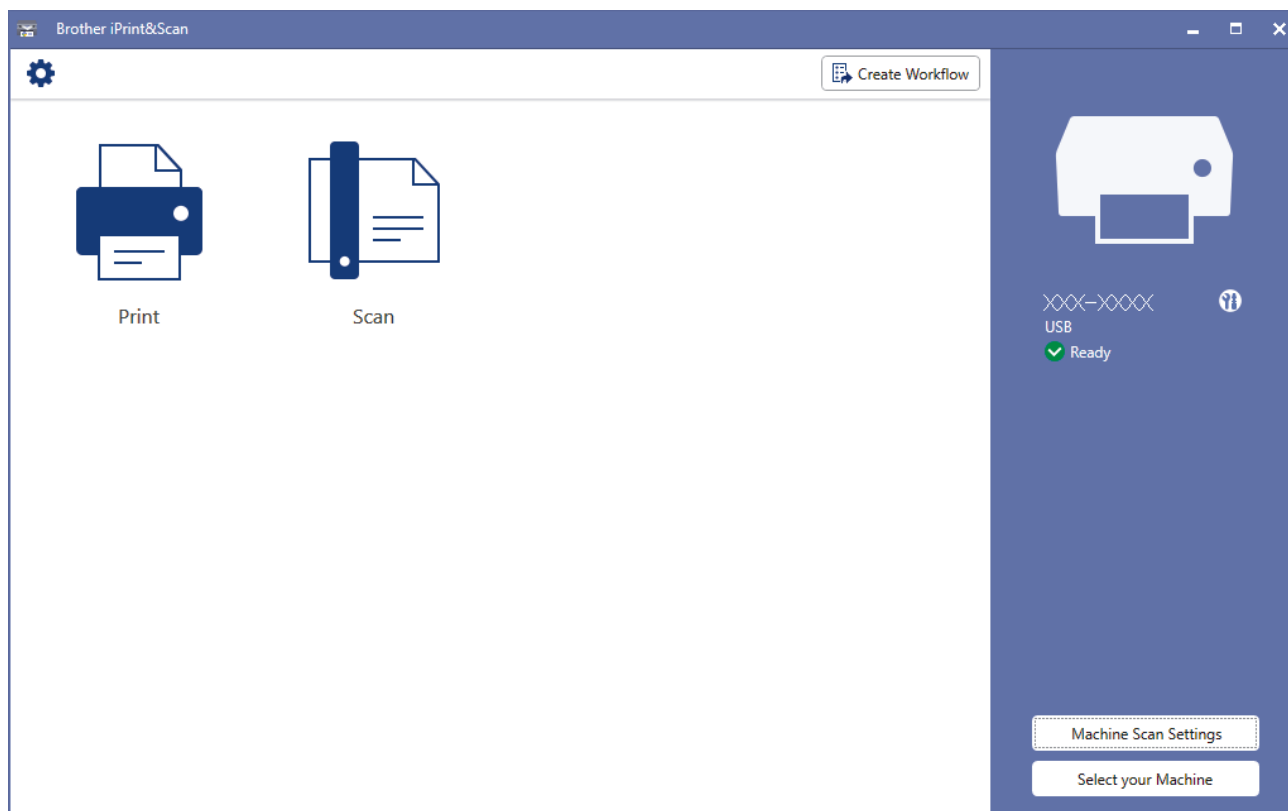 Brother iPrint&Scan
Create Workflow
Print
Scan
XXX-XXXX
USB
Ready
Machine Scan Settings
Select your Machine